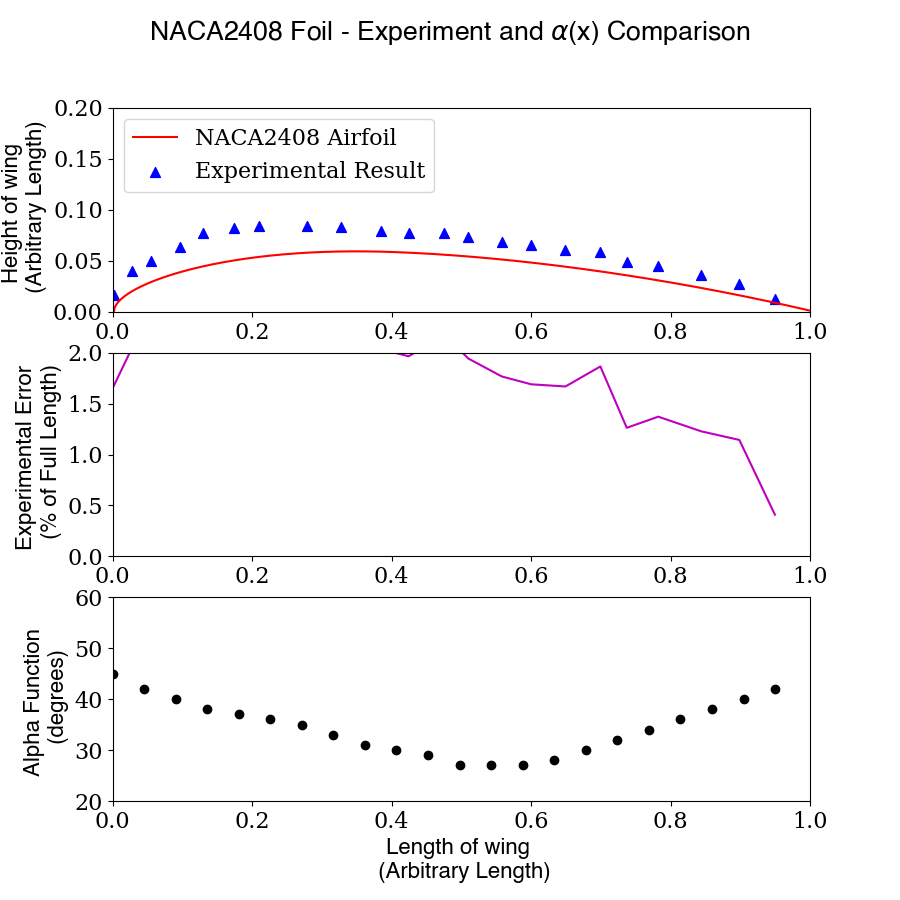 NACA2408 Foil - Experiment and α(x) Comparison
Height of wing
(Arbitrary Length)
0.20
0.15
0.10
0.05
0.00
NACA2408 Airfoil
Experimental Result
0.0 0.2 0.4 0.6 0.8 1.0
Experimental Error
(% of Full Length)
2.0
1.5
1.0
0.5
0.0
0.0 0.2 0.4 0.6 0.8 1.0
Alpha Function
(degrees)
60
50
40
30
20
0.0 0.2 0.4 0.6 0.8 1.0
Length of wing
(Arbitrary Length)